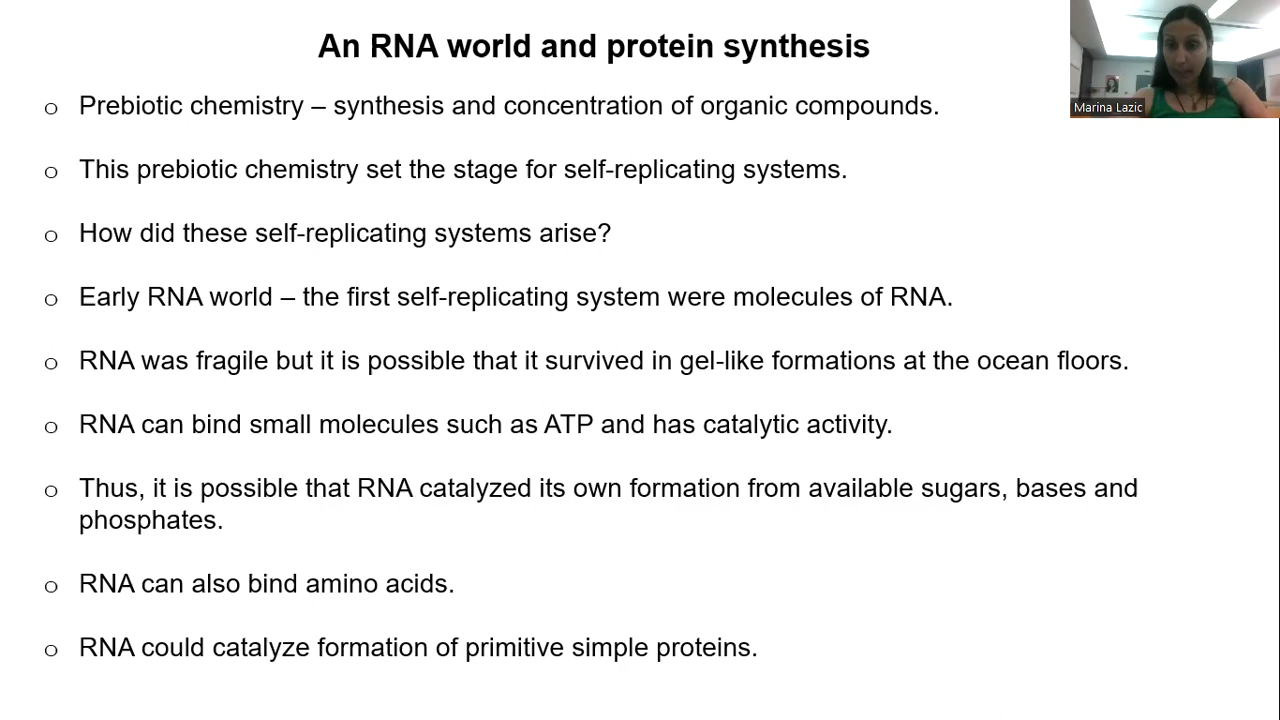 An RNA world and protein synthesis
Marina Lazic
o Prebiotic chemistry – synthesis and concentration of organic compounds.
o This prebiotic chemistry set the stage for self-replicating systems.
o How did these self-replicating systems arise?
o Early RNA world – the first self-replicating system were molecules of RNA.
o RNA was fragile but it is possible that it survived in gel-like formations at the ocean floors.
o RNA can bind small molecules such as ATP and has catalytic activity.
o Thus, it is possible that RNA catalyzed its own formation from available sugars, bases and
phosphates.
o RNA can also bind amino acids.
o RNA could catalyze formation of primitive simple proteins.